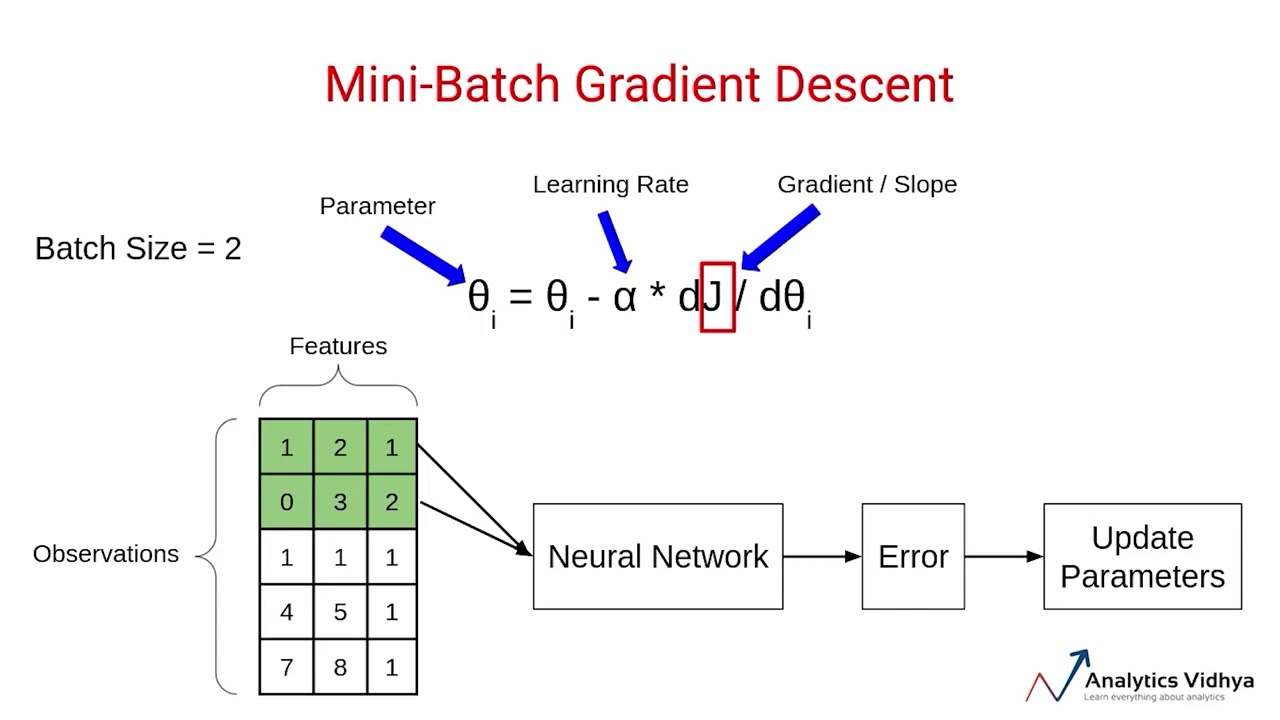 Mini-Batch Gradient Descent
Learning Rate
Gradient / Slope
Parameter
Batch Size = 2
θi = θi - α * dJ / dθi
Features
1 2 1
0 3 2
1 1 1
4 5 1
7 8 1
Observations
Neural Network
Error
Update
Parameters
Analytics Vidhya
Learn everything about analytics